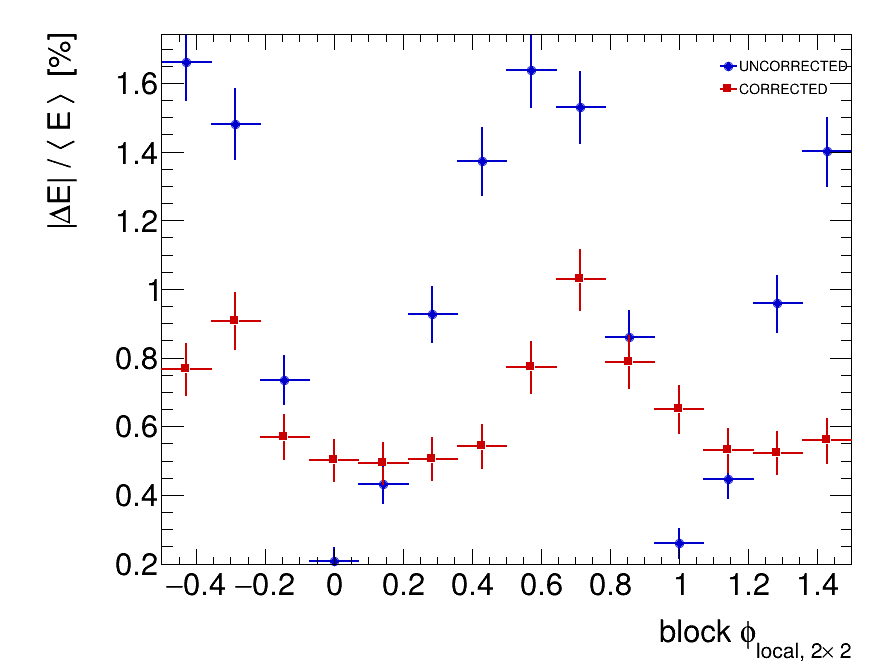 |ΔE| / ⟨ E ⟩ [%]
UNCORRECTED
CORRECTED
1.6
1.4
1.2
1
0.8
0.6
0.4
0.2
−0.4 −0.2 0 0.2 0.4 0.6 0.8 1 1.2 1.4
block ϕlocal, 2× 2